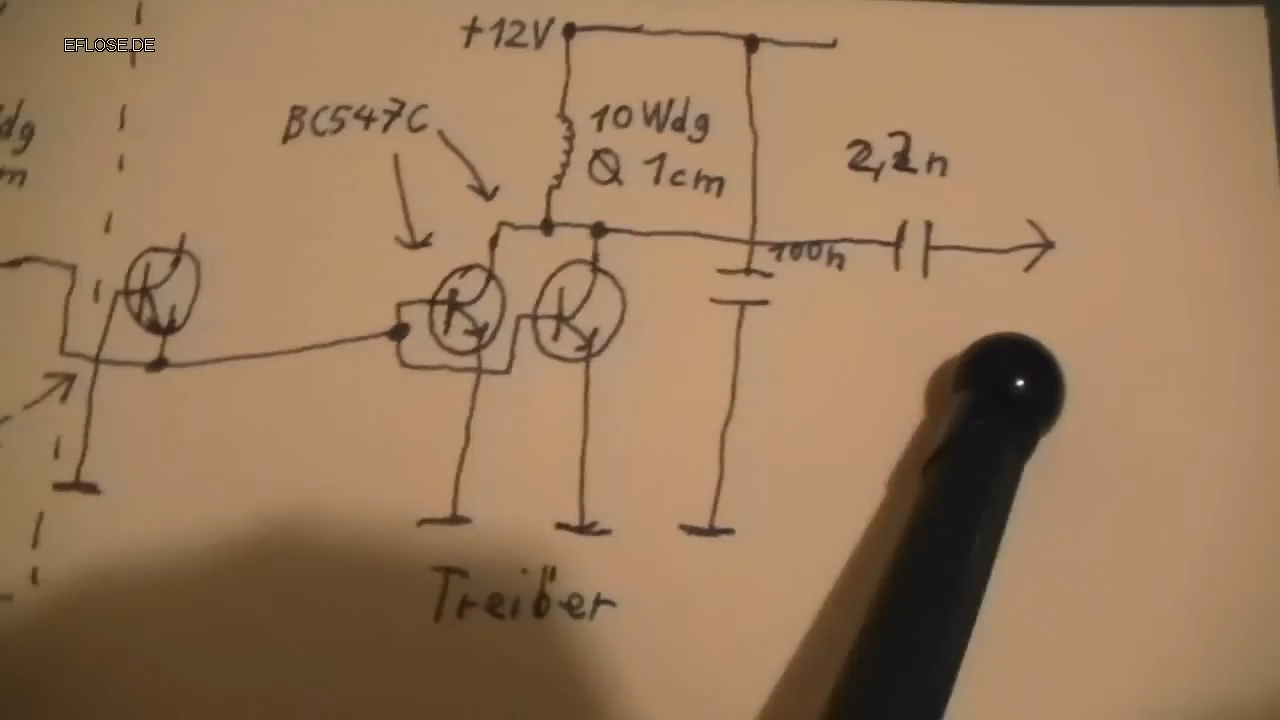 EFLOSE.DE
+12V
BC547C
10 Wdg
Ø 1cm
2,2n
100n
Wdg
m
Treiber